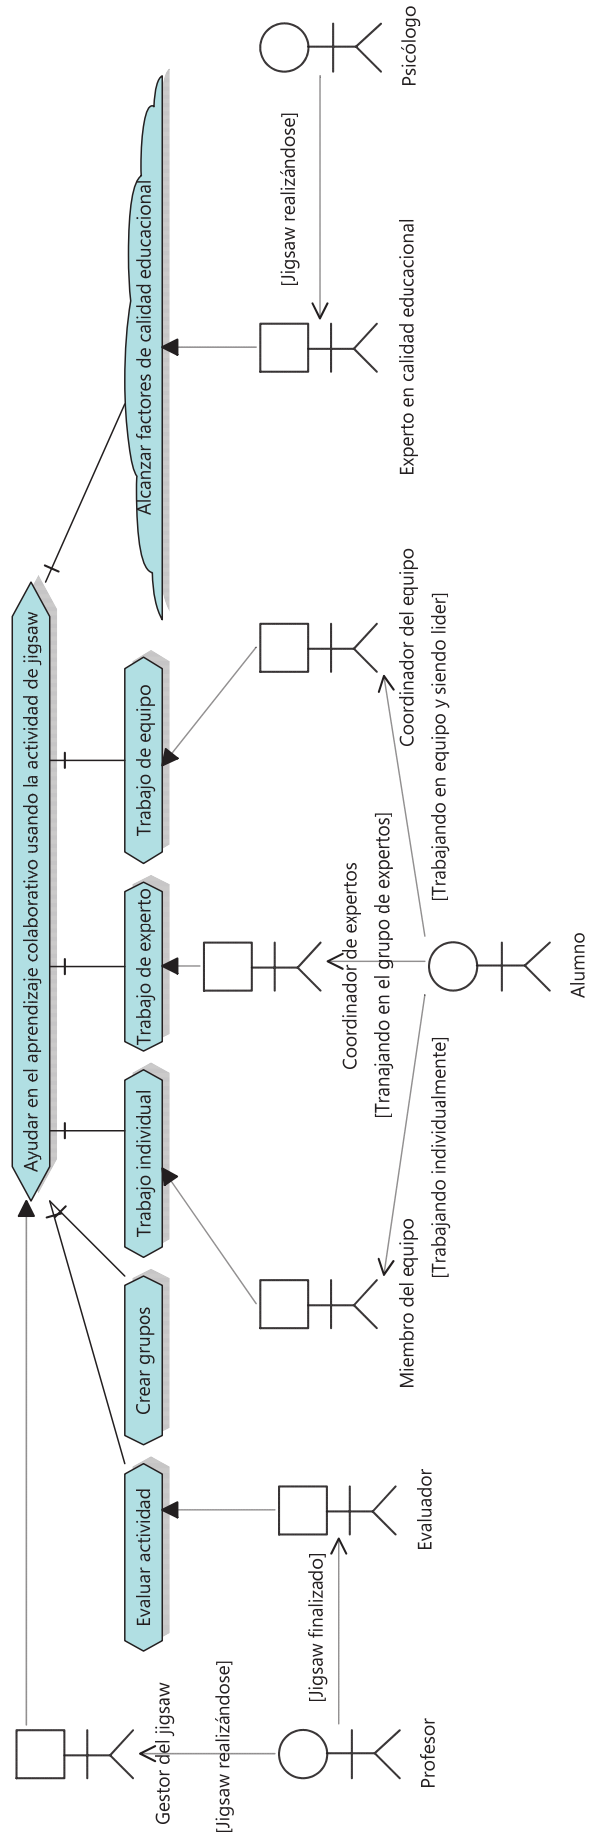 Ayudar en el aprendizaje colaborativo usando la actividad de jigsaw
Evaluar actividad
Crear grupos
Trabajo individual
Trabajo de experto
Trabajo de equipo
Alcanzar factores de calidad educacional
Gestor del jigsaw
[Jigsaw realizándose]
Profesor
[Jigsaw finalizado]
Evaluador
Miembro del equipo
[Trabajando individualmente]
Coordinador de expertos
[Tranajando en el grupo de expertos]
Alumno
Coordinador del equipo
[Trabajando en equipo y siendo lider]
Experto en calidad educacional
[Jigsaw realizándose]
Psicólogo